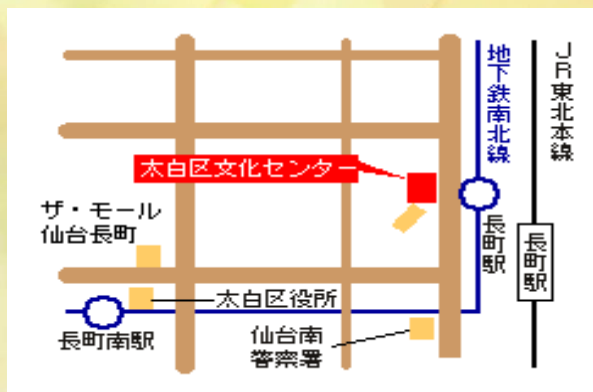 地下鉄南北線
JR東北本線
太白区文化センター
ザ・モール
仙台長町
長町駅
長町駅
太白区役所
長町南駅
仙台南
警察署